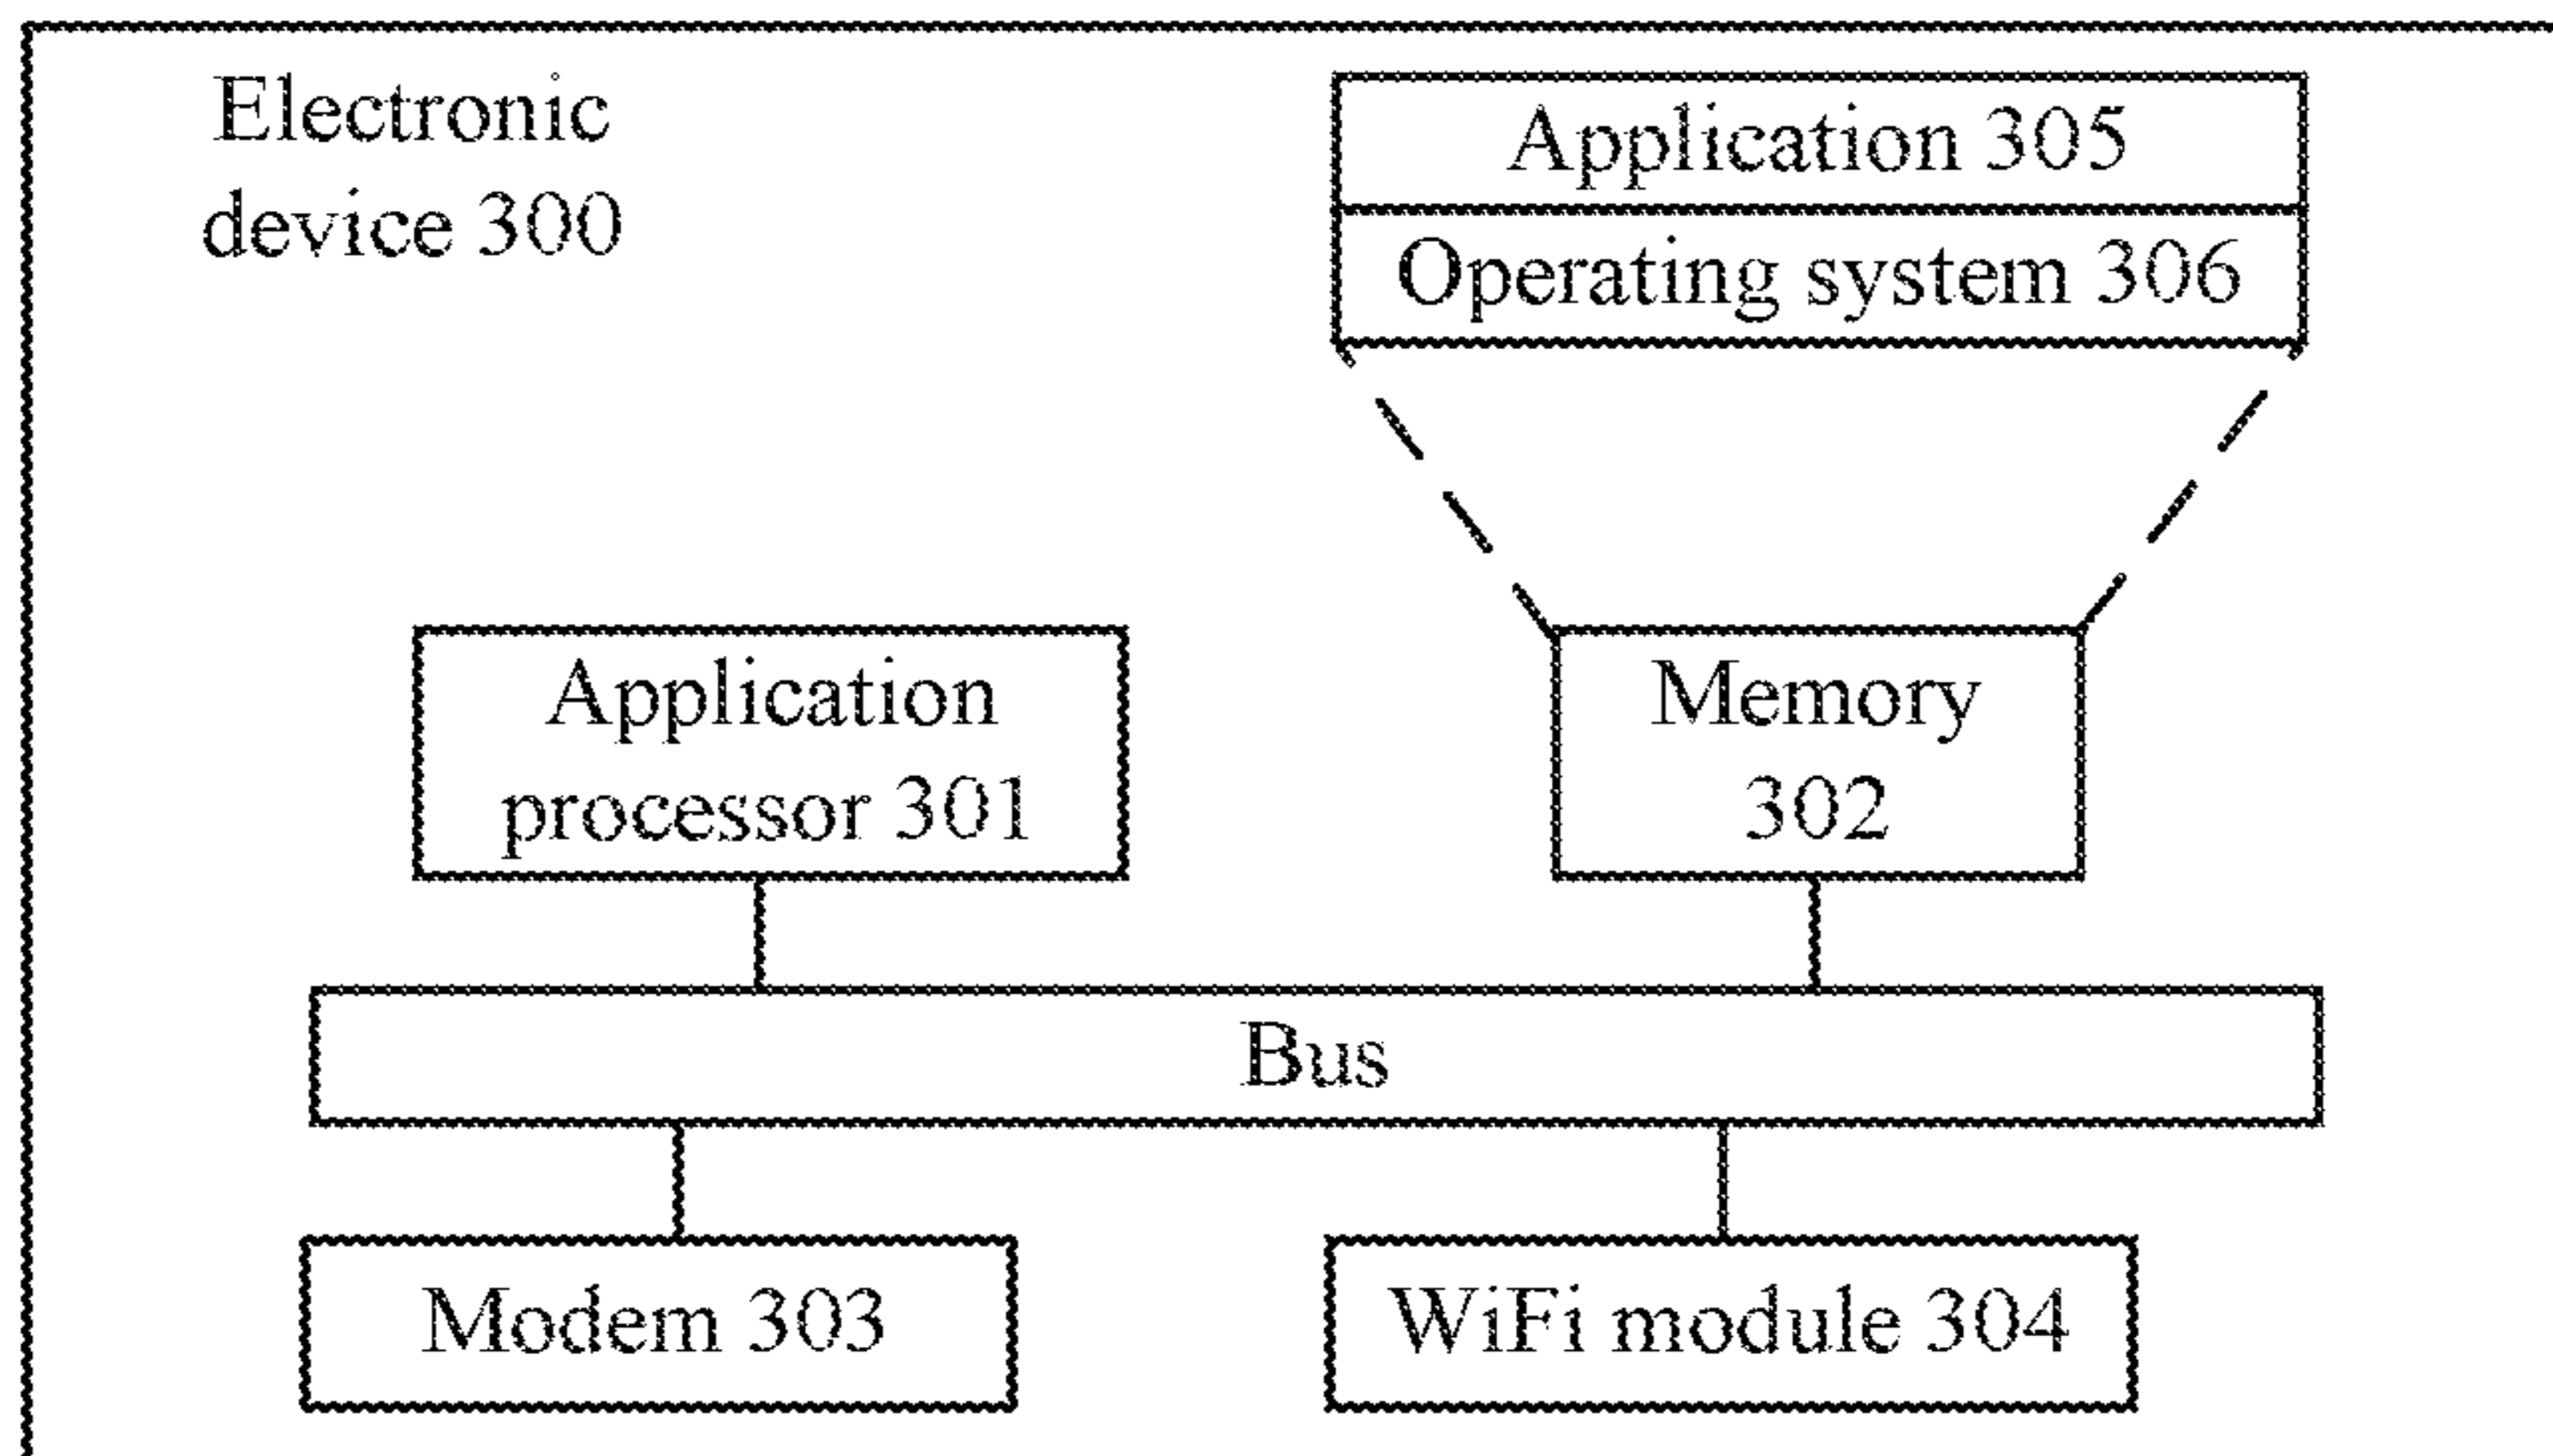 Electronic
device 300
Application 305
Operating system 306
Application
processor 301
Memory
302
Bus
Modem 303
WiFi module 304